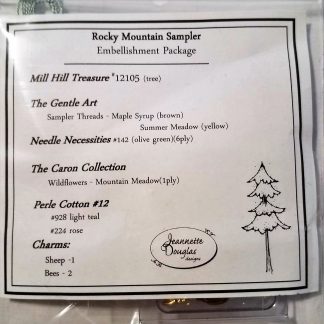 Rocky Mountain Sampler
Embellishment Package
Mill Hill Treasure #12105 (tree)
The Gentle Art
Sampler Threads - Maple Syrup (brown)
Summer Meadow (yellow)
Needle Necessities #142 (olive green)(6ply)
The Caron Collection
Wildflowers - Mountain Meadow(1ply)
Perle Cotton #12
#928 light teal
#224 rose
Charms:
Sheep -1
Bees - 2
Jeannette
Douglas
designs